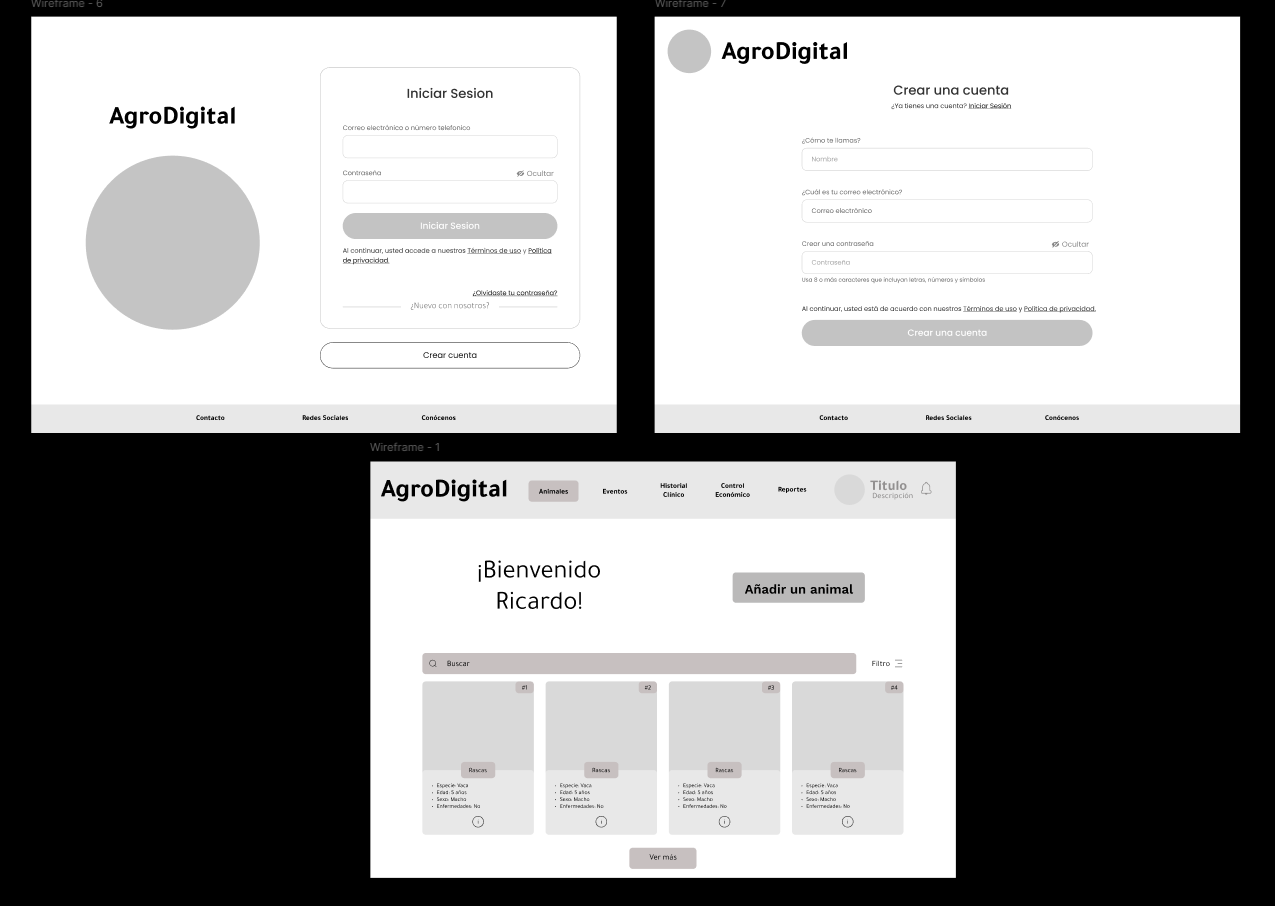 Wireframe - 6
AgroDigital
Iniciar Sesion
Correo electrónico o número telefonico
Contraseña
Ocultar
Iniciar Sesion
Al continuar, usted accede a nuestros Términos de uso y Política
de privacidad.
¿Olvidaste tu contraseña?
¿Nuevo con nosotros?
Crear cuenta
Contacto
Redes Sociales
Conócenos
Wireframe - 7
AgroDigital
Crear una cuenta
¿Ya tienes una cuenta? Iniciar Sesión
¿Cómo te llamas?
Nombre
¿Cuál es tu correo electrónico?
Correo electrónico
Crear una contraseña
Ocultar
Contraseña
Usa 8 o más caracteres que incluyan letras, números y símbolos
Al continuar, usted está de acuerdo con nuestros Términos de uso y Política de privacidad.
Crear una cuenta
Contacto
Redes Sociales
Conócenos
Wireframe - 1
AgroDigital
Animales
Eventos
Historial
Clínico
Control
Económico
Reportes
Titulo
Descripción
¡Bienvenido
Ricardo!
Añadir un animal
Buscar
Filtro
#1
Rascas
Especie: Vaca
Edad: 5 años
Sexo: Macho
Enfermedades: No
#2
Rascas
Especie: Vaca
Edad: 5 años
Sexo: Macho
Enfermedades: No
#3
Rascas
Especie: Vaca
Edad: 5 años
Sexo: Macho
Enfermedades: No
#4
Rascas
Especie: Vaca
Edad: 5 años
Sexo: Macho
Enfermedades: No
Ver más